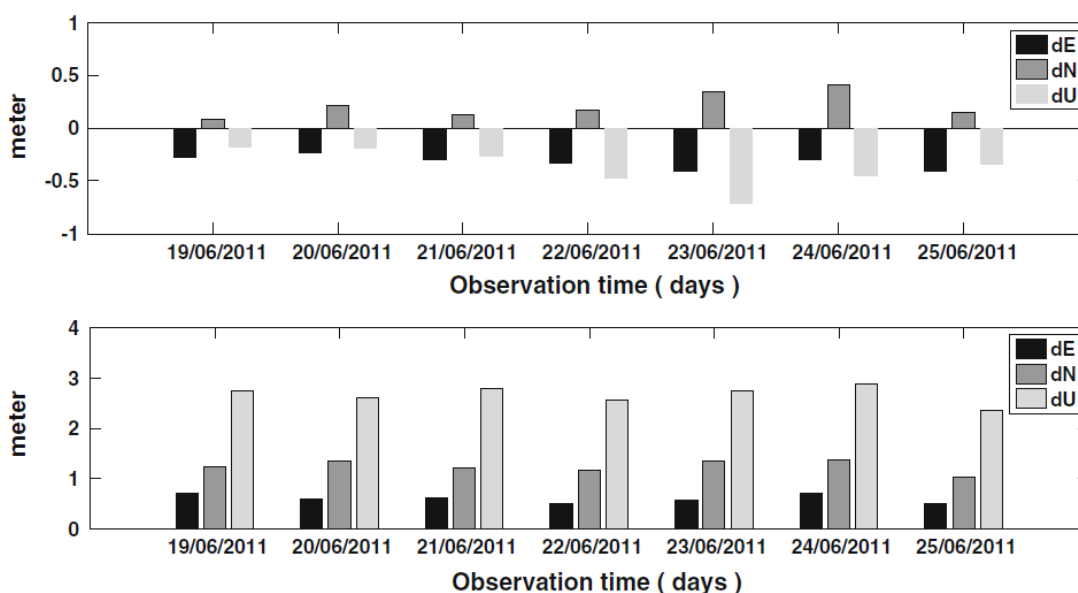 1
0.5
0
-0.5
-1
meter
dE
dN
dU
19/06/2011 20/06/2011 21/06/2011 22/06/2011 23/06/2011 24/06/2011 25/06/2011
Observation time ( days )
4
3
2
1
0
meter
dE
dN
dU
19/06/2011 20/06/2011 21/06/2011 22/06/2011 23/06/2011 24/06/2011 25/06/2011
Observation time ( days )